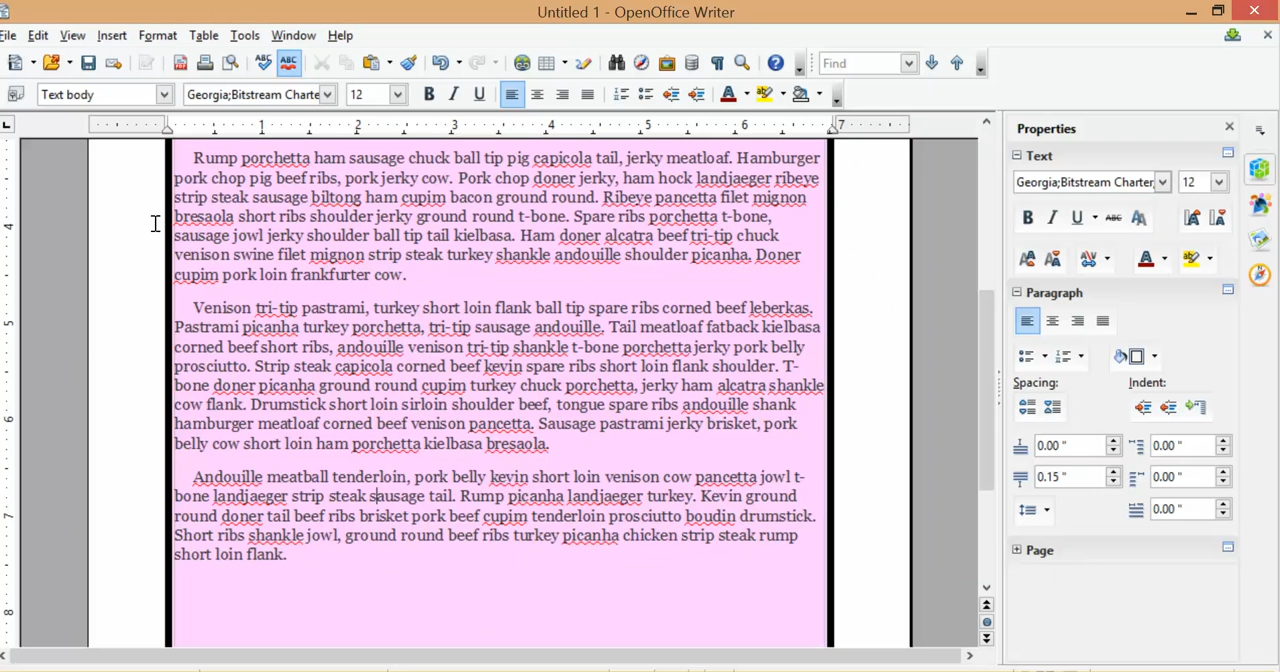 Untitled 1 - OpenOffice Writer
File Edit View Insert Format Table Tools Window Help
Find
Text body Georgia;Bitstream Charte 12 B I U
1 2 3 4 5 6 7
Rump porchetta ham sausage chuck ball tip pig capicola tail, jerky meatloaf. Hamburger
pork chop pig beef ribs, pork jerky cow. Pork chop doner jerky, ham hock landjaeger ribeye
strip steak sausage biltong ham cupim bacon ground round. Ribeye pancetta filet mignon
bresaola short ribs shoulder jerky ground round t-bone. Spare ribs porchetta t-bone,
sausage jowl jerky shoulder ball tip tail kielbasa. Ham doner alcatra beef tri-tip chuck
venison swine filet mignon strip steak turkey shankle andouille shoulder picanha. Doner
cupim pork loin frankfurter cow.
Venison tri-tip pastrami, turkey short loin flank ball tip spare ribs corned beef leberkas.
Pastrami picanha turkey porchetta, tri-tip sausage andouille. Tail meatloaf fatback kielbasa
corned beef short ribs, andouille venison tri-tip shankle t-bone porchetta jerky pork belly
prosciutto. Strip steak capicola corned beef kevin spare ribs short loin flank shoulder. T-
bone doner picanha ground round cupim turkey chuck porchetta, jerky ham alcatra shankle
cow flank. Drumstick short loin sirloin shoulder beef, tongue spare ribs andouille shank
hamburger meatloaf corned beef venison pancetta. Sausage pastrami jerky brisket, pork
belly cow short loin ham porchetta kielbasa bresaola.
Andouille meatball tenderloin, pork belly kevin short loin venison cow pancetta jowl t-
bone landjaeger strip steak sausage tail. Rump picanha landjaeger turkey. Kevin ground
round doner tail beef ribs brisket pork beef cupim tenderloin prosciutto boudin drumstick.
Short ribs shankle jowl, ground round beef ribs turkey picanha chicken strip steak rump
short loin flank.
4
5
6
7
8
Properties
Text
Georgia;Bitstream Charter, 12
B I U ABC A
Paragraph
Spacing: Indent:
0.00 " 0.00 "
0.15 " 0.00 "
0.00 "
Page